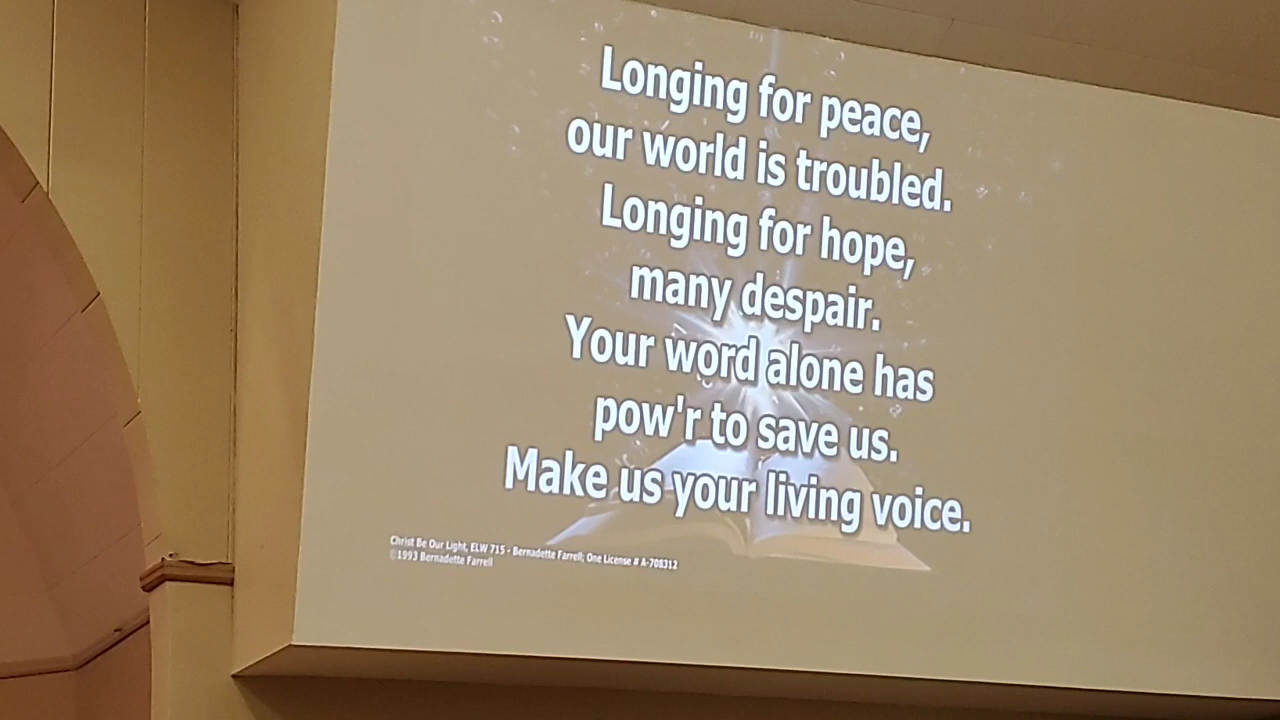 Longing for peace,
our world is troubled.
Longing for hope,
many despair.
Your word alone has
pow'r to save us.
Make us your living voice.
Christ Be Our Light, ELW 715 - Bernadette Farrell; One License # A-708312
©1993 Bernadette Farrell